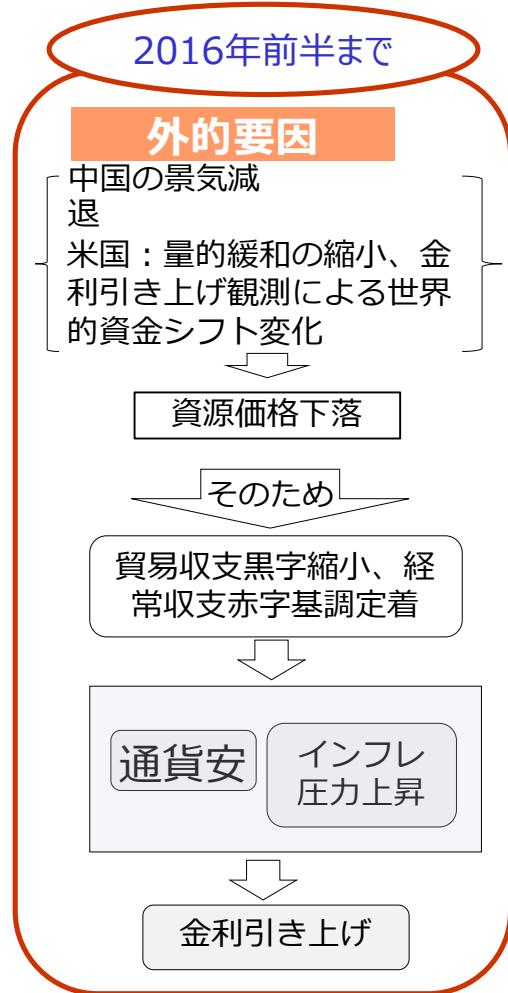 2016年前半まで
外的要因
中国の景気減
退
米国：量的緩和の縮小、金
利引き上げ観測による世界
的資金シフト変化
資源価格下落
そのため
貿易収支黒字縮小、経
常収支赤字基調定着
通貨安
インフレ
圧力上昇
金利引き上げ